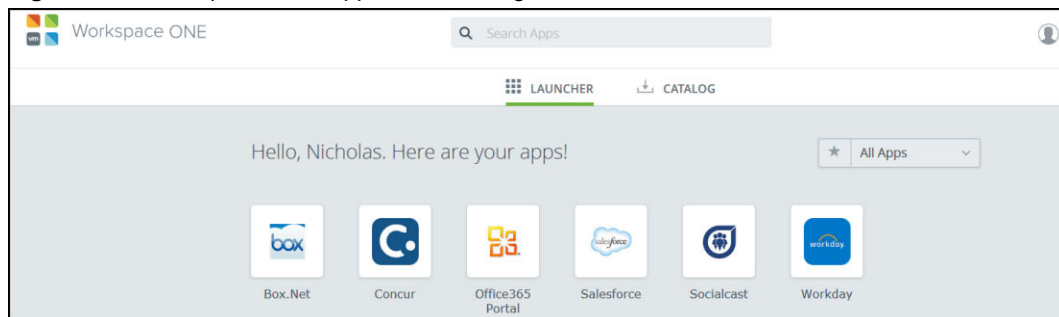 vm
Workspace ONE
Search Apps
LAUNCHER
CATALOG
Hello, Nicholas. Here are your apps!
All Apps
box
C.
salesforce
workday.
Box.Net
Concur
Office365
Portal
Salesforce
Socialcast
Workday